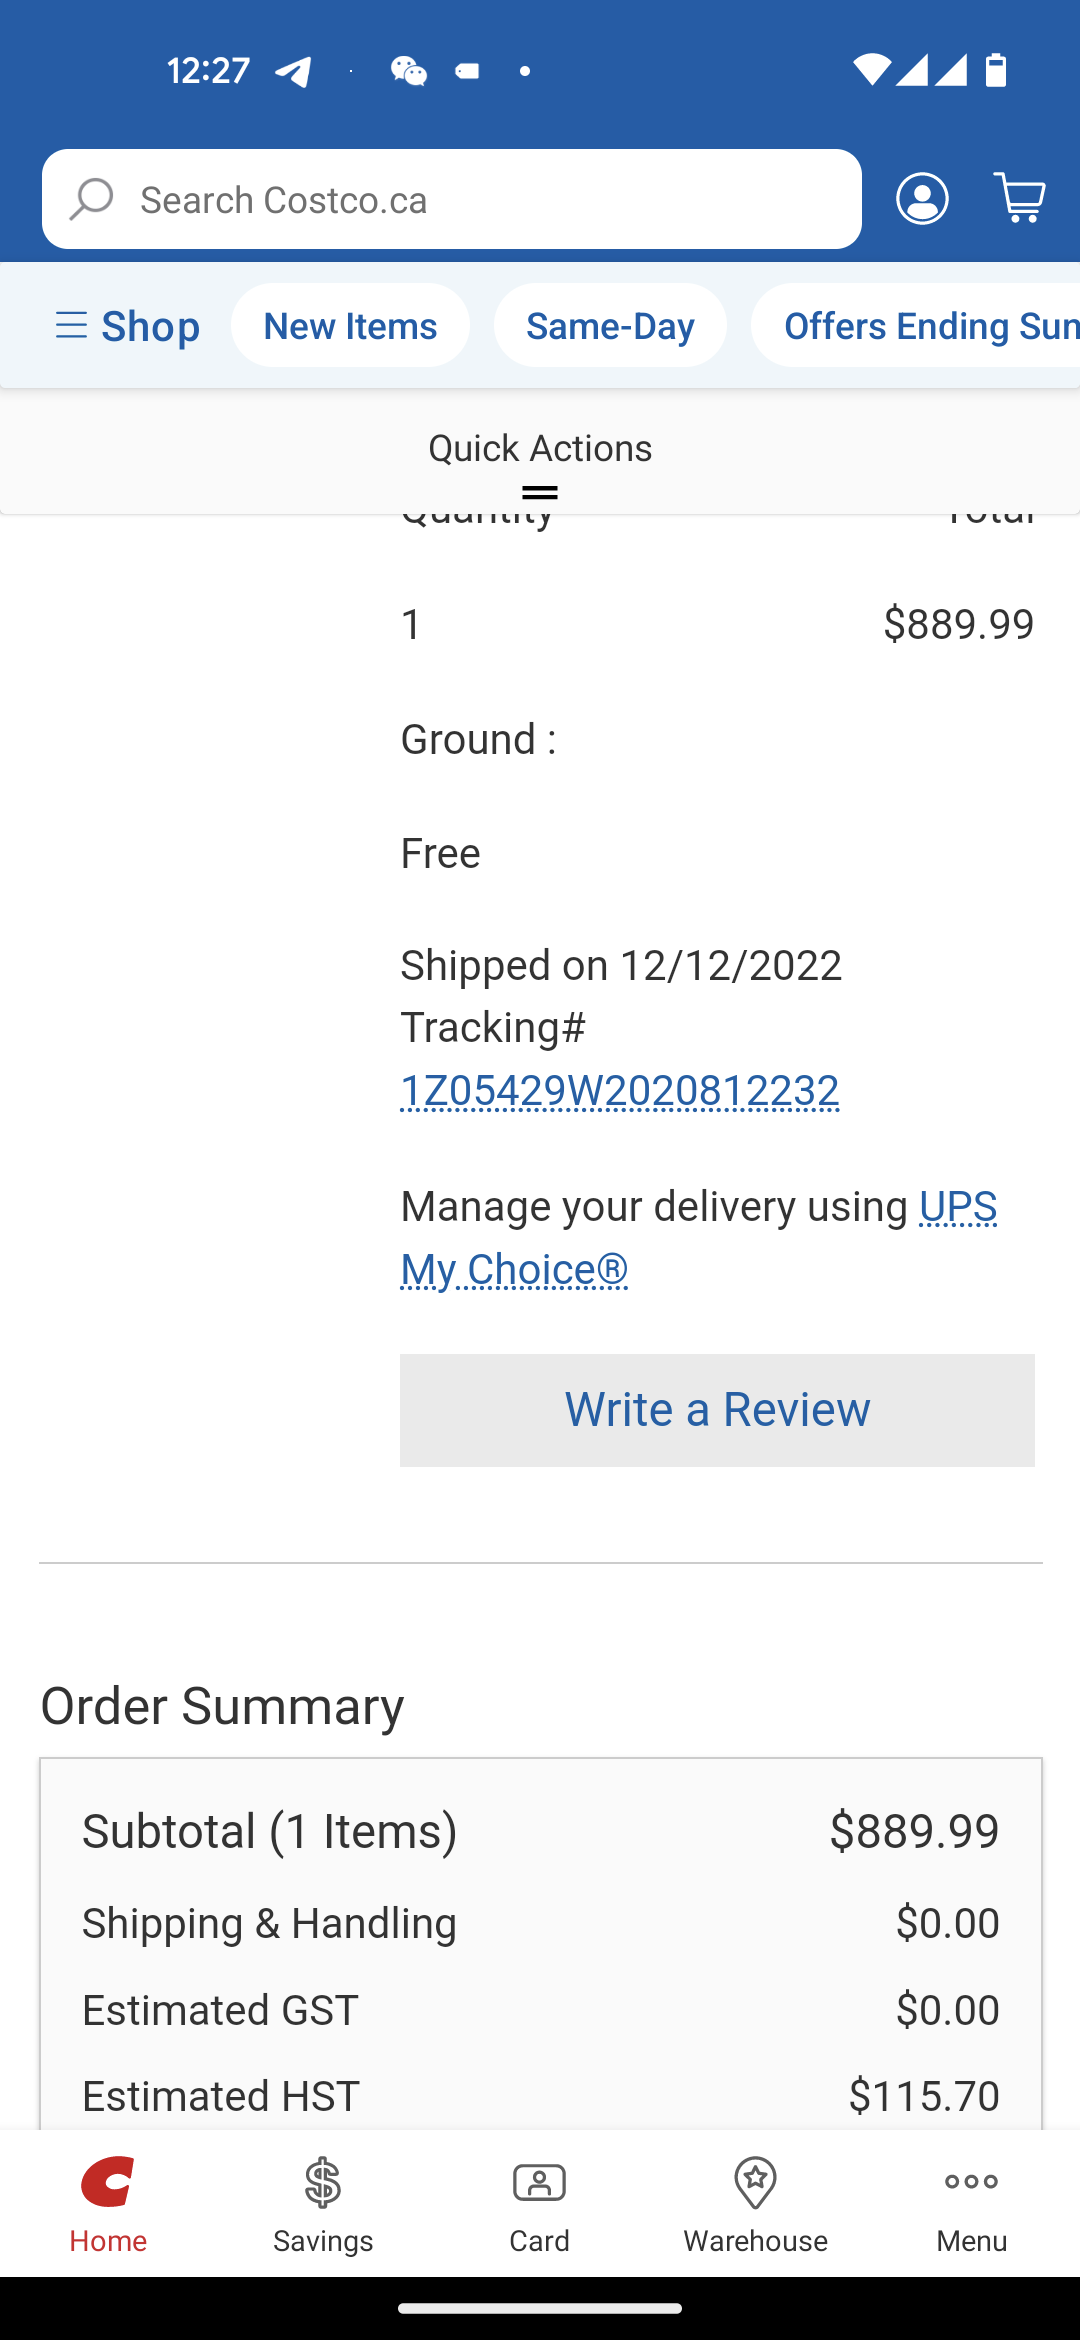 12:27
Search Costco.ca
Shop New Items Same-Day Offers Ending Sun
Quick Actions
Quantity Total
1 $889.99
Ground :
Free
Shipped on 12/12/2022
Tracking#
1Z05429W2020812232
Manage your delivery using UPS
My Choice®
Write a Review
Order Summary
Subtotal (1 Items) $889.99
Shipping & Handling $0.00
Estimated GST $0.00
Estimated HST $115.70
Home Savings Card Warehouse Menu